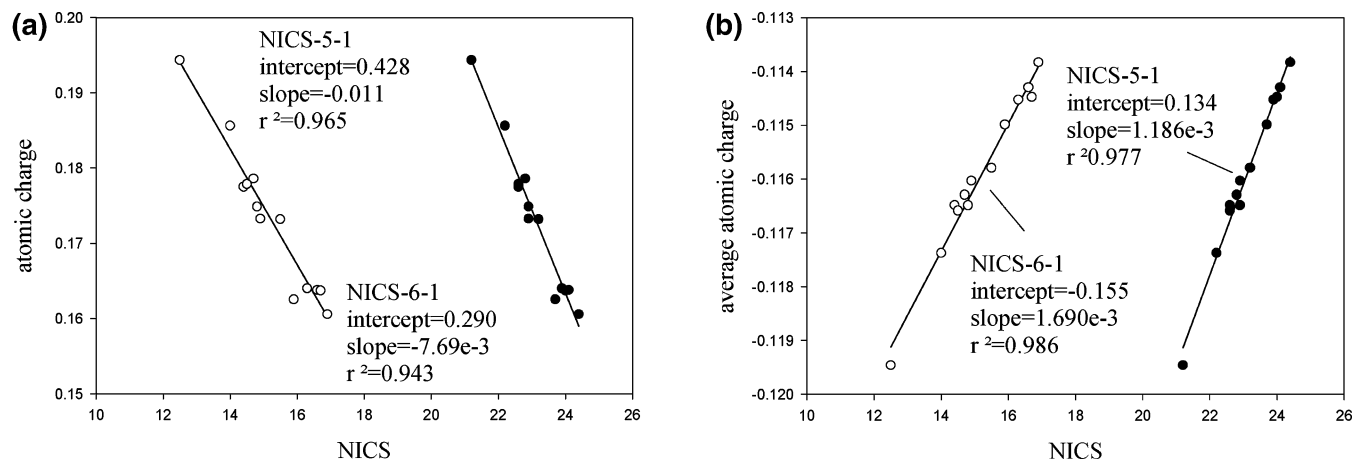 (a)
0.20
0.19
0.18
0.17
0.16
0.15
atomic charge
10 12 14 16 18 20 22 24 26
NICS
NICS-5-1
intercept=0.428
slope=-0.011
r ²=0.965
NICS-6-1
intercept=0.290
slope=-7.69e-3
r ²=0.943
(b)
-0.113
-0.114
-0.115
-0.116
-0.117
-0.118
-0.119
-0.120
average atomic charge
10 12 14 16 18 20 22 24 26
NICS
NICS-5-1
intercept=0.134
slope=1.186e-3
r ²0.977
NICS-6-1
intercept=-0.155
slope=1.690e-3
r ²=0.986